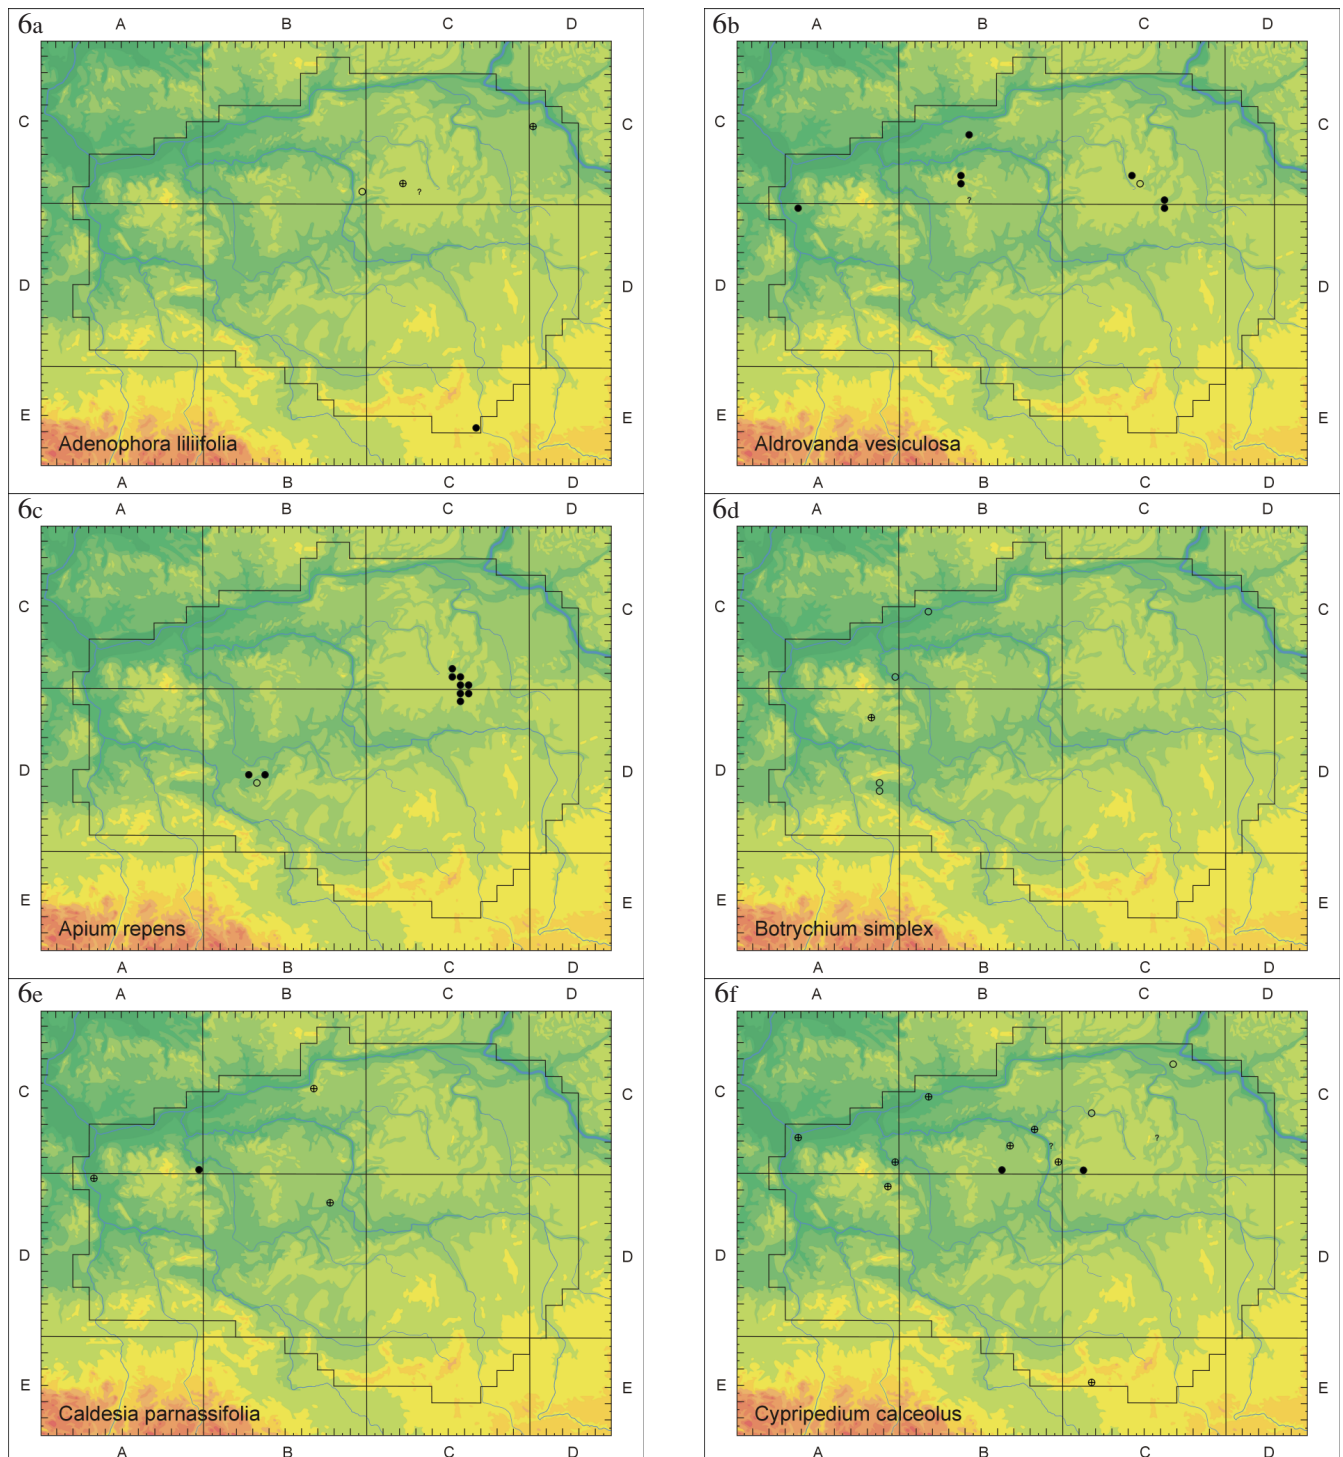 6a
A B C D
C C
D D
E E
Adenophora liliifolia
?
A B C D
6b
A B C D
C C
D D
E E
Aldrovanda vesiculosa
?
A B C D
6c
A B C D
C C
D D
E E
Apium repens
A B C D
6d
A B C D
C C
D D
E E
Botrychium simplex
A B C D
6e
A B C D
C C
D D
E E
Caldesia parnassifolia
A B C D
6f
A B C D
C C
? ?
D D
E E
Cypripedium calceolus
A B C D